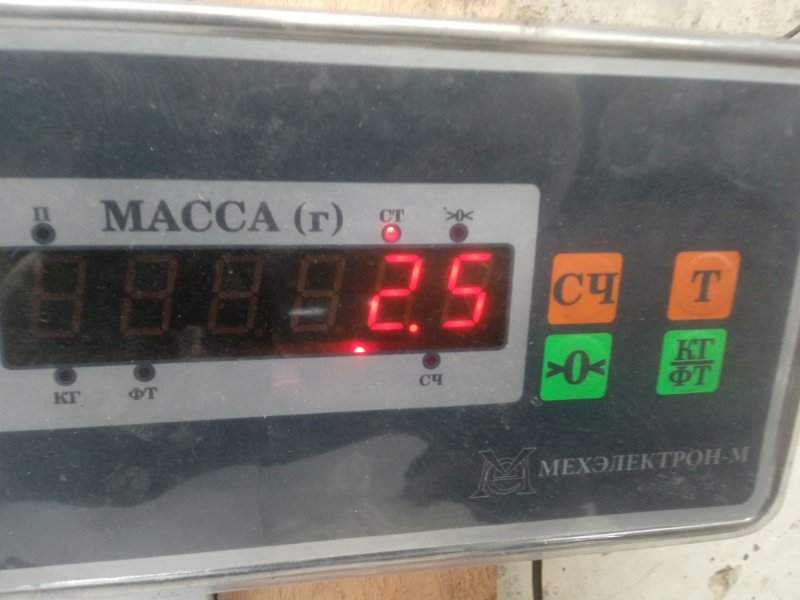 П МАССА (г) СТ >0<
2.5
КГ ФТ СЧ
СЧ Т
>0< КГ/ФТ
МЕХЭЛЕКТРОН-М